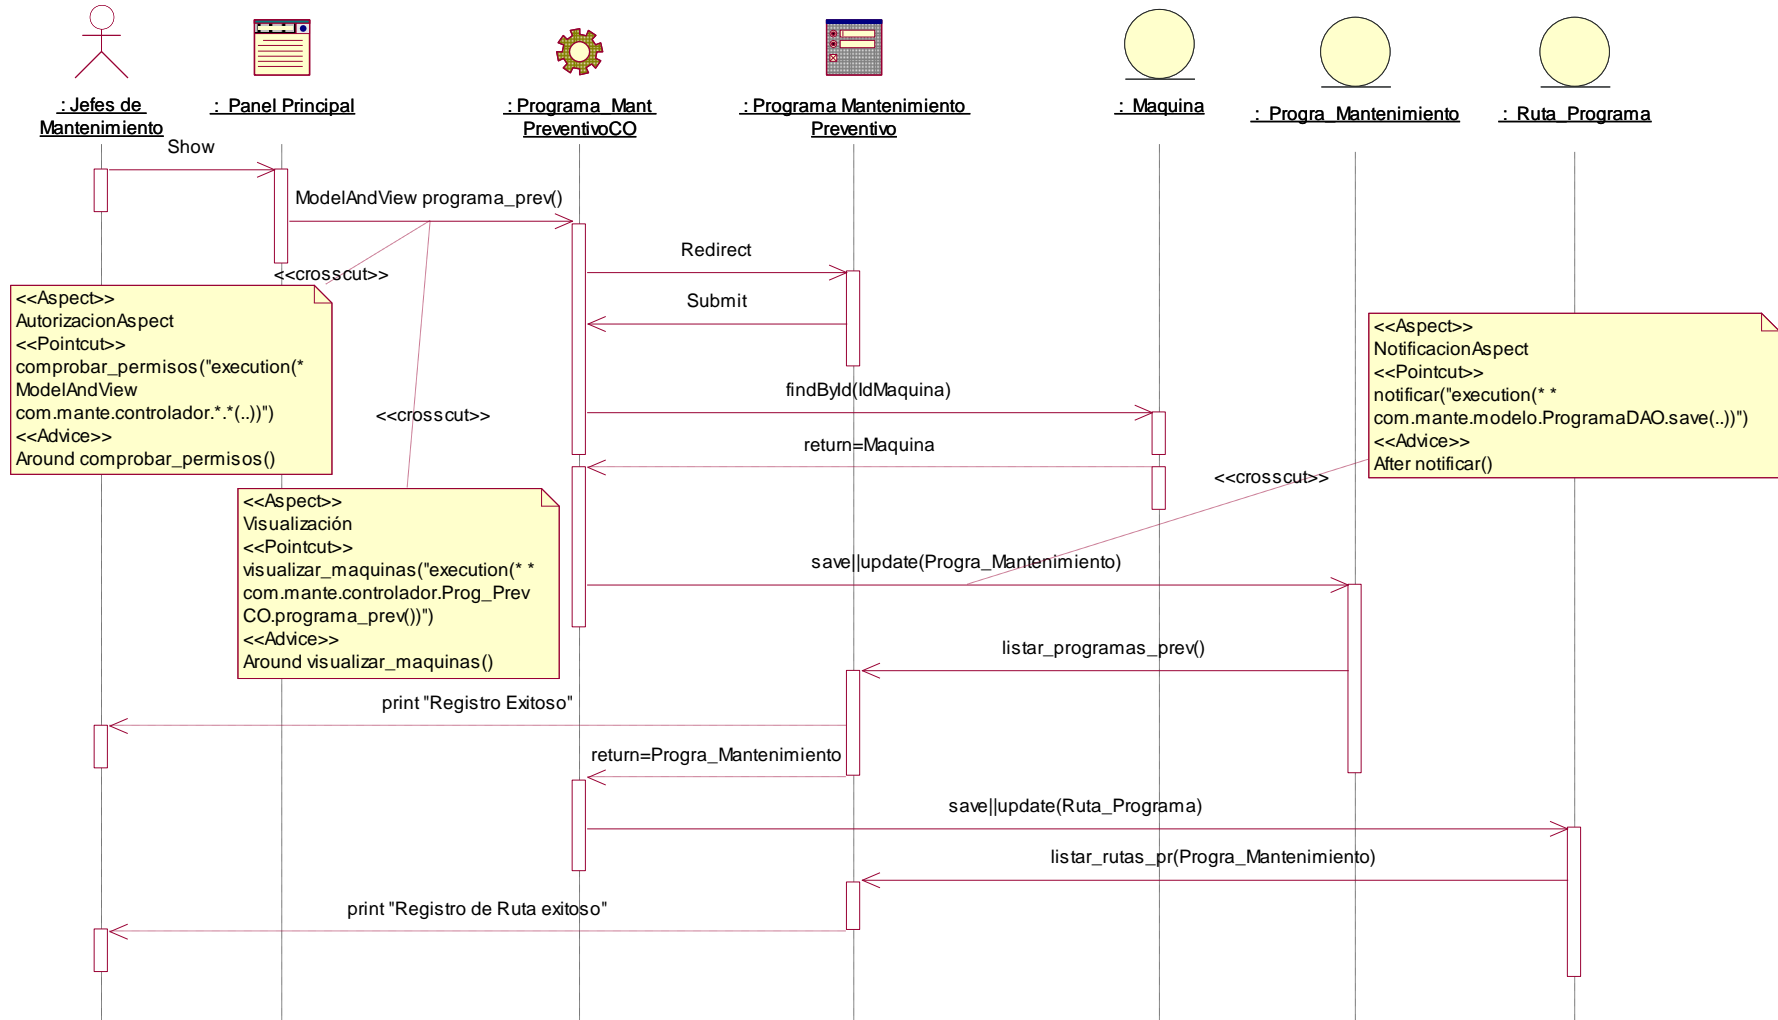 : Jefes de
Mantenimiento
: Panel Principal
: Programa_Mant
PreventivoCO
: Programa Mantenimiento
Preventivo
: Maquina
: Progra_Mantenimiento
: Ruta_Programa
Show
ModelAndView programa_prev()
Redirect
<<crosscut>>
<<Aspect>>
AutorizacionAspect
<<Pointcut>>
comprobar_permisos("execution(*
ModelAndView
com.mante.controlador.*.*(..))")
<<Advice>>
Around comprobar_permisos()
Submit
<<Aspect>>
NotificacionAspect
<<Pointcut>>
notificar("execution(* *
com.mante.modelo.ProgramaDAO.save(..))")
<<Advice>>
After notificar()
findById(IdMaquina)
<<crosscut>>
return=Maquina
<<crosscut>>
<<Aspect>>
Visualización
<<Pointcut>>
visualizar_maquinas("execution(* *
com.mante.controlador.Prog_Prev
CO.programa_prev())")
<<Advice>>
Around visualizar_maquinas()
save||update(Progra_Mantenimiento)
listar_programas_prev()
print "Registro Exitoso"
return=Progra_Mantenimiento
save||update(Ruta_Programa)
listar_rutas_pr(Progra_Mantenimiento)
print "Registro de Ruta exitoso"